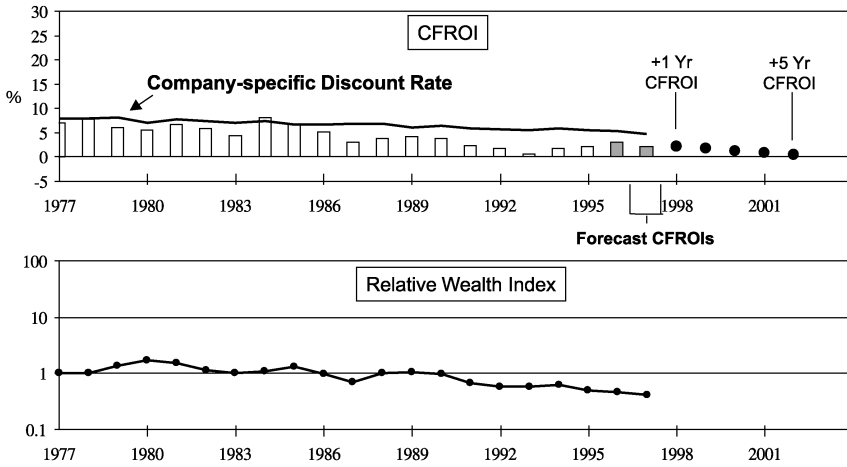 30
CFROI
25
20
+1 Yr
CFROI
+5 Yr
CFROI
15
Company-specific Discount Rate
%
10
5
0
-5
1977 1980 1983 1986 1989 1992 1995 1998 2001
Forecast CFROIs
100
Relative Wealth Index
10
1
0.1
1977 1980 1983 1986 1989 1992 1995 1998 2001